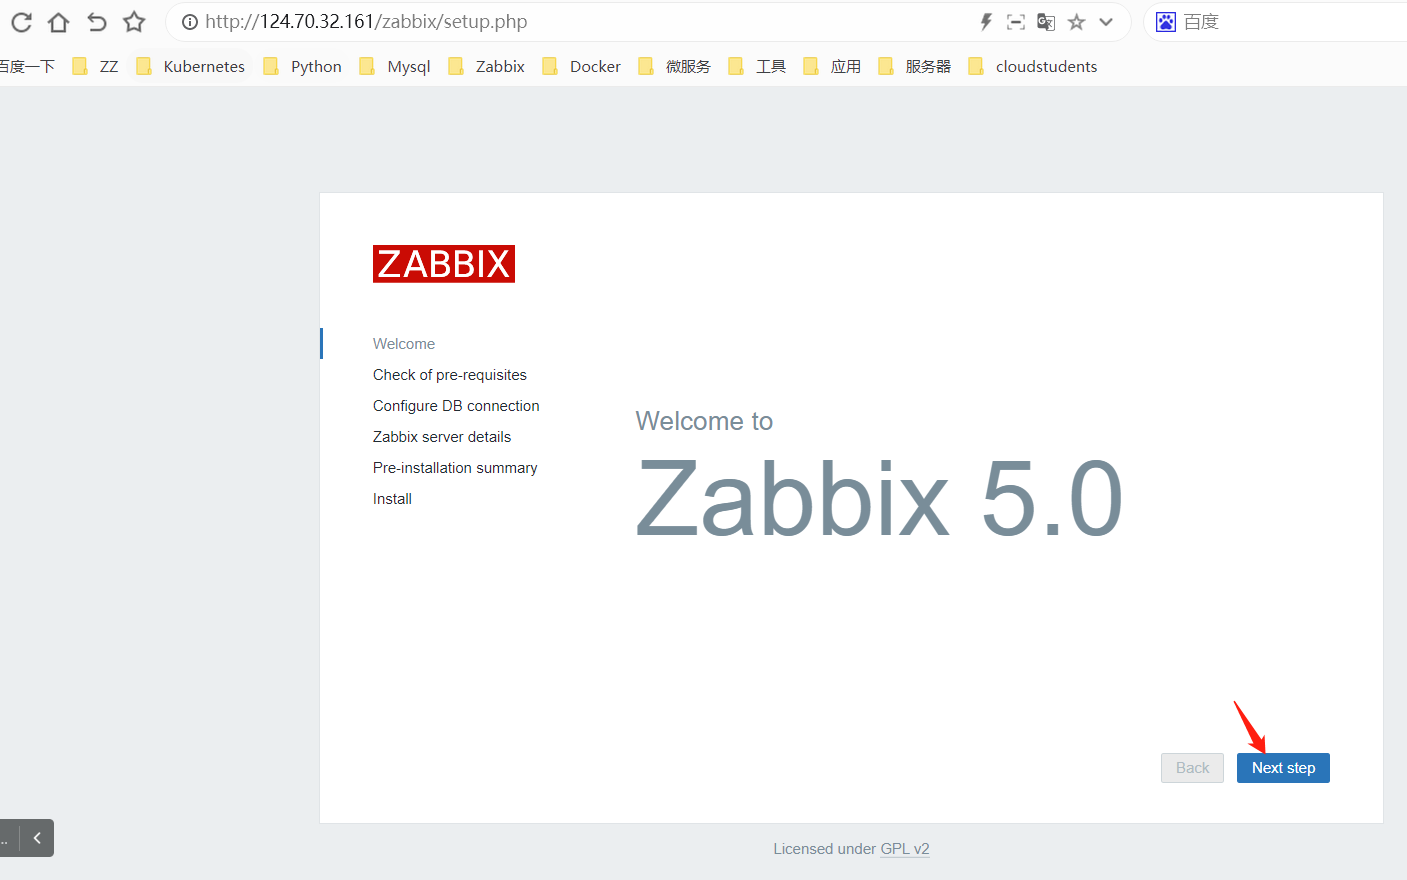 http://124.70.32.161/zabbix/setup.php 百度
百度一下 ZZ Kubernetes Python Mysql Zabbix Docker 微服务 工具 应用 服务器 cloudstudents
ZABBIX
Welcome
Check of pre-requisites
Configure DB connection
Zabbix server details
Pre-installation summary
Install
Welcome to
Zabbix 5.0
Back Next step
..
Licensed under GPL v2